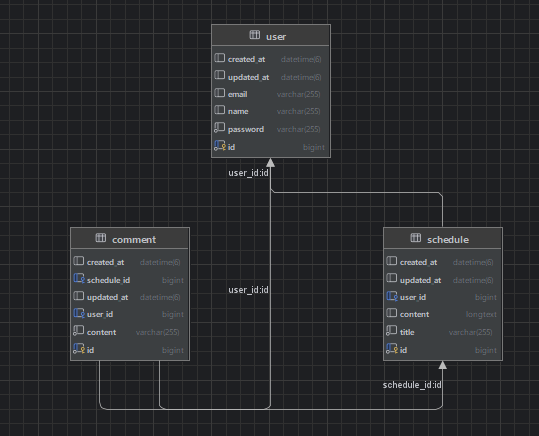 user
created_at datetime(6)
updated_at datetime(6)
email varchar(255)
name varchar(255)
password varchar(255)
id bigint
user_id:id
comment
created_at datetime(6)
schedule_id bigint
updated_at datetime(6)
user_id bigint
content varchar(255)
id bigint
user_id:id
schedule
created_at datetime(6)
updated_at datetime(6)
user_id bigint
content longtext
title varchar(255)
id bigint
schedule_id:id